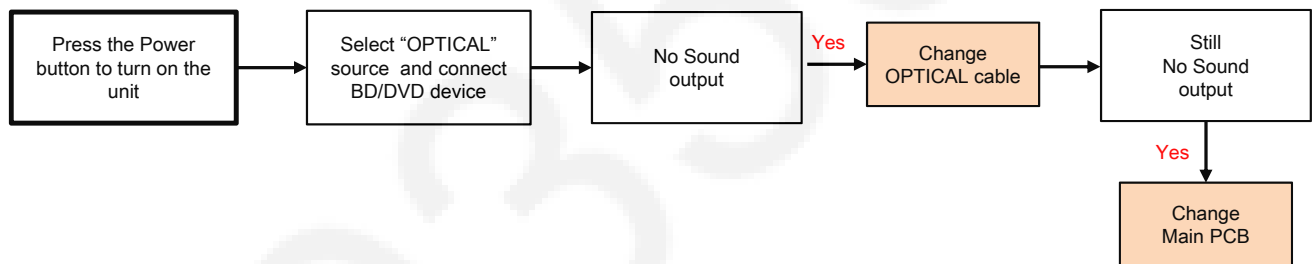 Press the Power
button to turn on the
unit
Select “OPTICAL”
source and connect
BD/DVD device
No Sound
output
Yes
Change
OPTICAL cable
Still
No Sound
output
Yes
Change
Main PCB